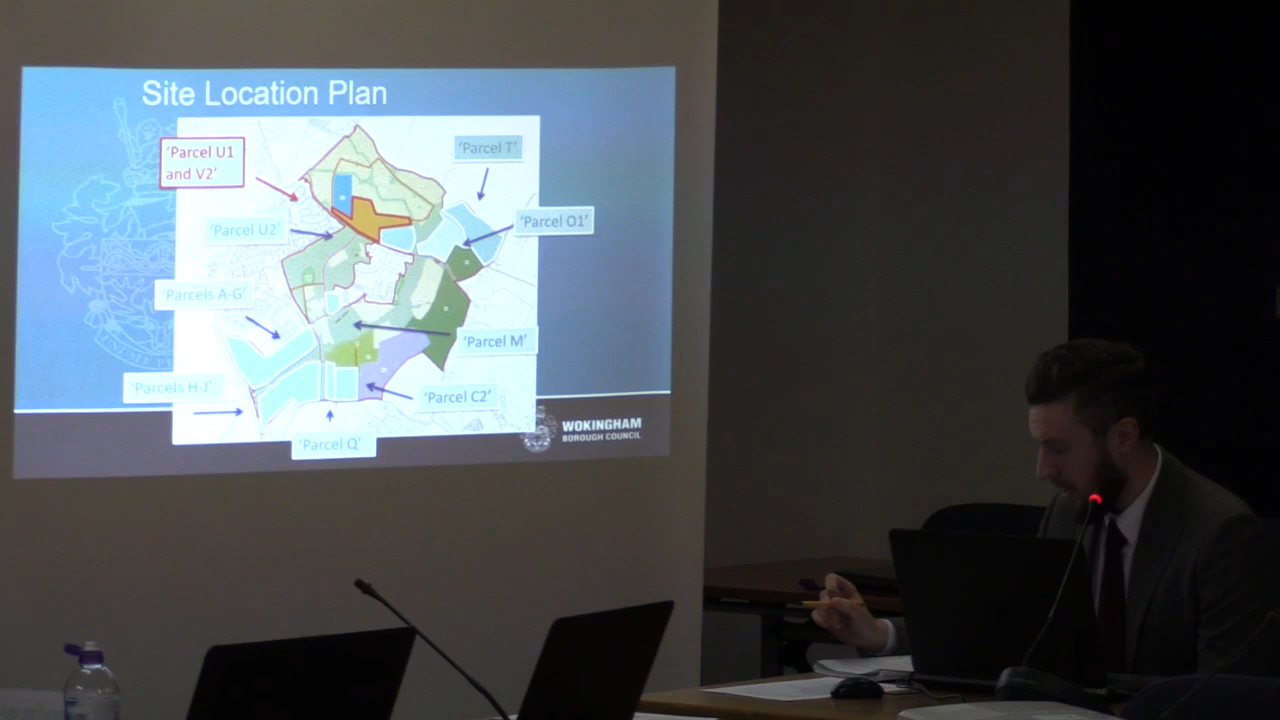 Site Location Plan
'Parcel U1
and V2'
'Parcel T'
'Parcel O1'
'Parcel U2'
'Parcels A-G'
'Parcel M'
'Parcels H-J'
'Parcel C2'
'Parcel Q'
WOKINGHAM
BOROUGH COUNCIL